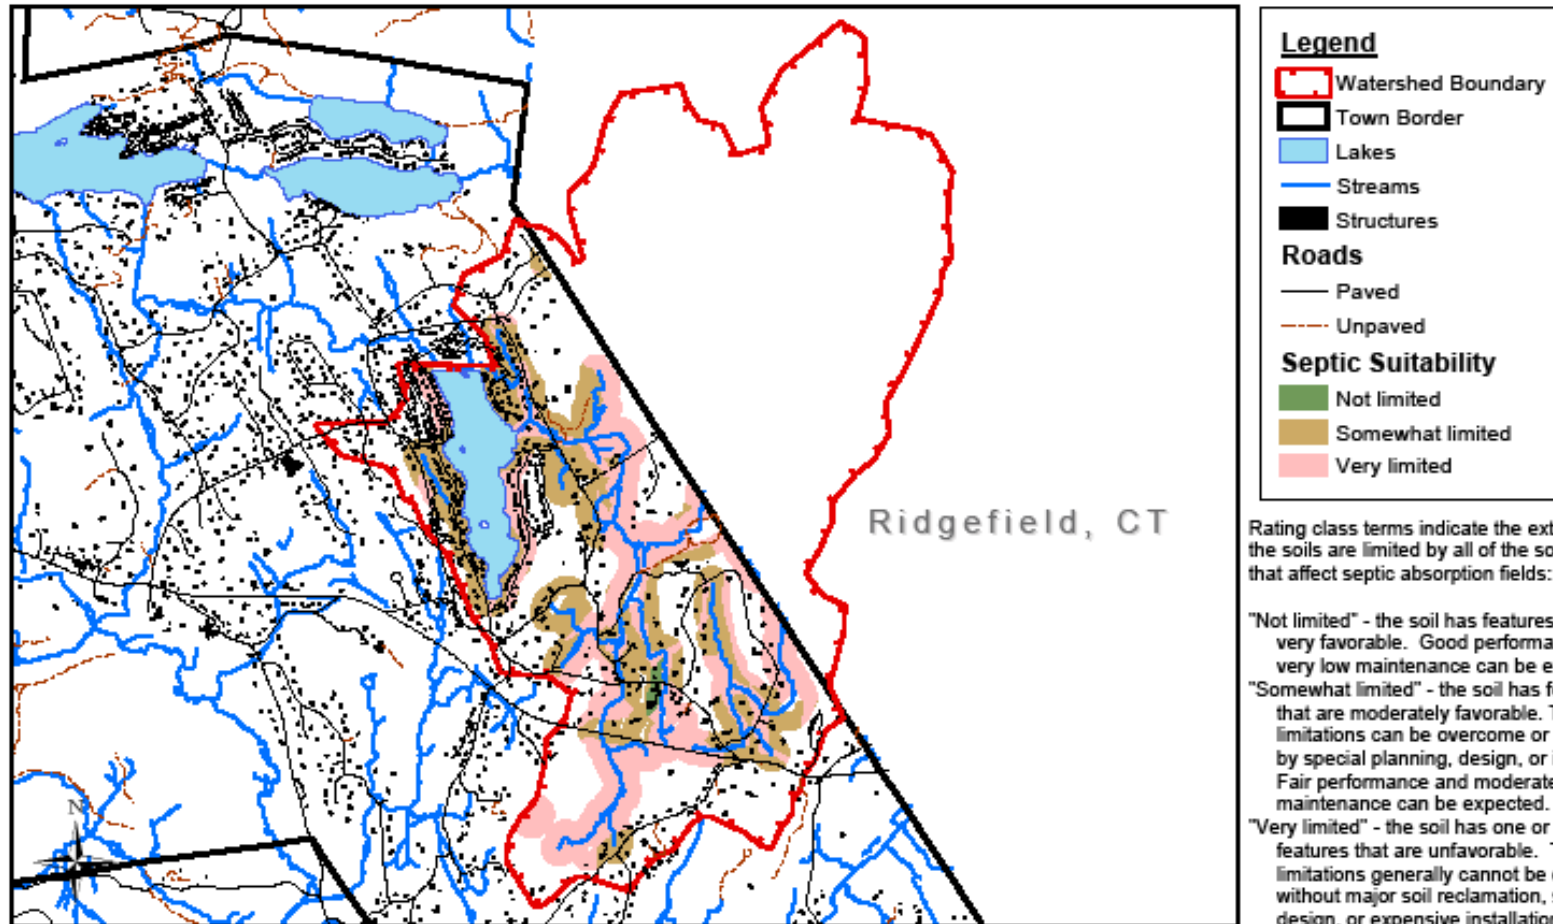 Legend
Watershed Boundary
Town Border
Lakes
Streams
Structures
Roads
Paved
Unpaved
Septic Suitability
Not limited
Somewhat limited
Very limited
Ridgefield, CT
N
Rating class terms indicate the ext
the soils are limited by all of the so
that affect septic absorption fields:
"Not limited" - the soil has features
very favorable. Good performa
very low maintenance can be e
"Somewhat limited" - the soil has f
that are moderately favorable.
limitations can be overcome or
by special planning, design, or
Fair performance and moderate
maintenance can be expected.
"Very limited" - the soil has one or
features that are unfavorable.
limitations generally cannot be
without major soil reclamation,
design, or expensive installation